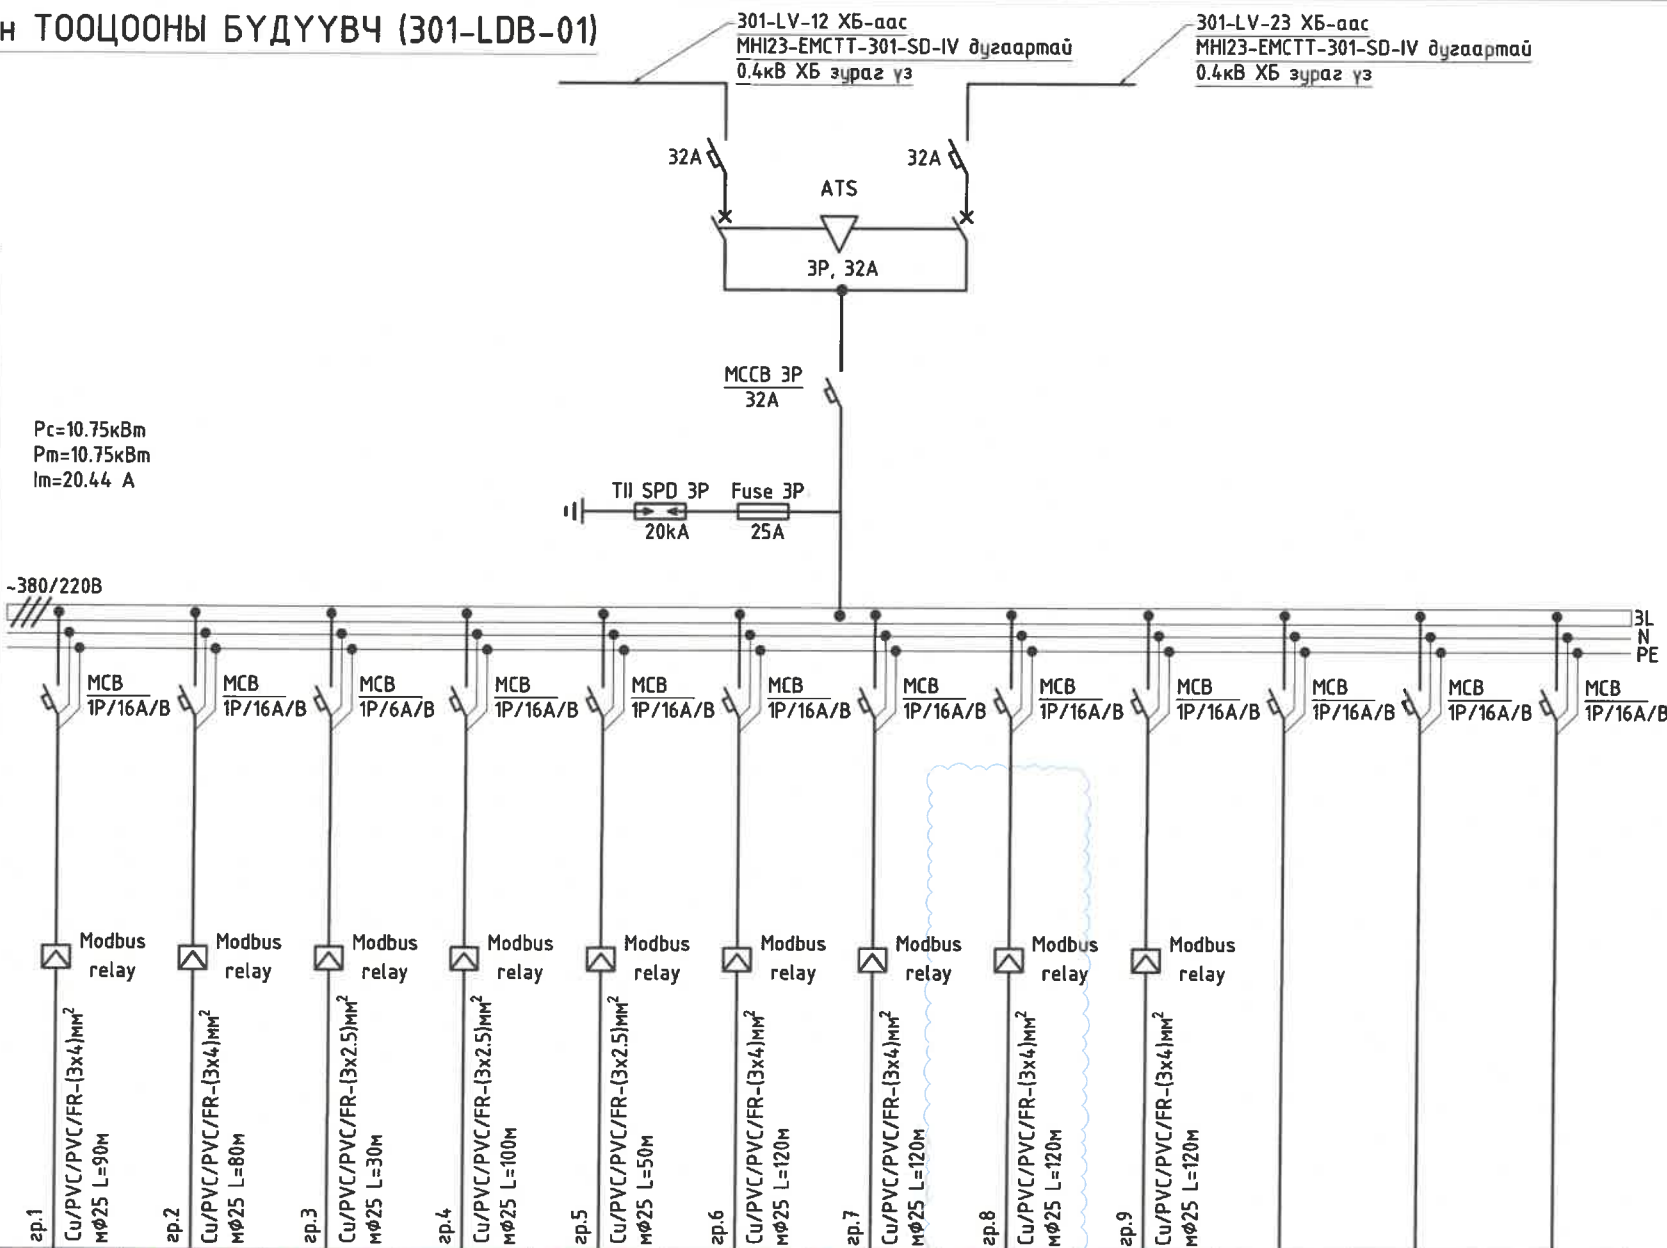 н ТООЦООНЫ БҮДҮҮВЧ (301-LDB-01)
301-LV-12 ХБ-аас
MHI23-EMCTT-301-SD-IV дугаартай
0.4кВ ХБ зураг үз
301-LV-23 ХБ-аас
MHI23-EMCTT-301-SD-IV дугаартай
0.4кВ ХБ зураг үз
32A
32A
ATS
3P, 32A
MCCB 3P
32A
Pc=10.75кВт
Pm=10.75кВт
Im=20.44 A
TII SPD 3P
20kA
Fuse 3P
25A
~380/220В
3L
N
PE
MCB
1P/16A/B
MCB
1P/16A/B
MCB
1P/6A/B
MCB
1P/16A/B
MCB
1P/16A/B
MCB
1P/16A/B
MCB
1P/16A/B
MCB
1P/16A/B
MCB
1P/16A/B
MCB
1P/16A/B
MCB
1P/16A/B
MCB
1P/16A/B
Modbus
relay
Modbus
relay
Modbus
relay
Modbus
relay
Modbus
relay
Modbus
relay
Modbus
relay
Modbus
relay
Modbus
relay
гр.1
Cu/PVC/PVC/FR-(3x4)мм²
мф25 L=90м
гр.2
Cu/PVC/PVC/FR-(3x4)мм²
мф25 L=80м
гр.3
Cu/PVC/PVC/FR-(3x2.5)мм²
мф25 L=30м
гр.4
Cu/PVC/PVC/FR-(3x2.5)мм²
мф25 L=100м
гр.5
Cu/PVC/PVC/FR-(3x2.5)мм²
мф25 L=50м
гр.6
Cu/PVC/PVC/FR-(3x4)мм²
мф25 L=120м
гр.7
Cu/PVC/PVC/FR-(3x4)мм²
мф25 L=120м
гр.8
Cu/PVC/PVC/FR-(3x4)мм²
мф25 L=120м
гр.9
Cu/PVC/PVC/FR-(3x4)мм²
мф25 L=120м